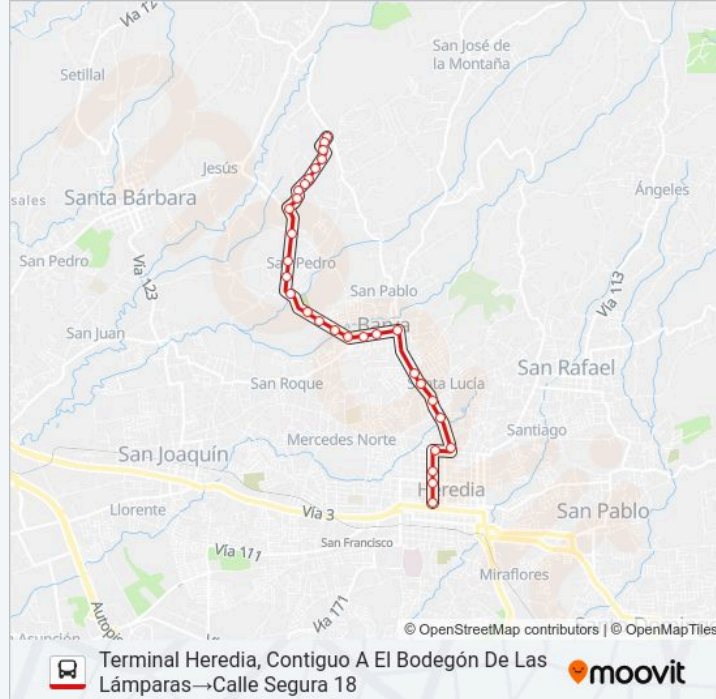 Vía 12
San José de
la Montaña
Setillal
Jesús
Ángeles
sales
Santa Bárbara
San Pedro
San Pedro
Vía 123
San Pablo
Vía 113
San Juan
Barva
San Rafael
San Roque
Santa Lucía
Mercedes Norte
Santiago
San Joaquín
Heredia
Llorente
Vía 3
San Pablo
San Francisco
Vía 111
Miraflores
Vía 171
Autopi
Asunción
© OpenStreetMap contributors | © OpenMapTiles
Terminal Heredia, Contiguo A El Bodegón De Las
Lámparas→Calle Segura 18
moovit